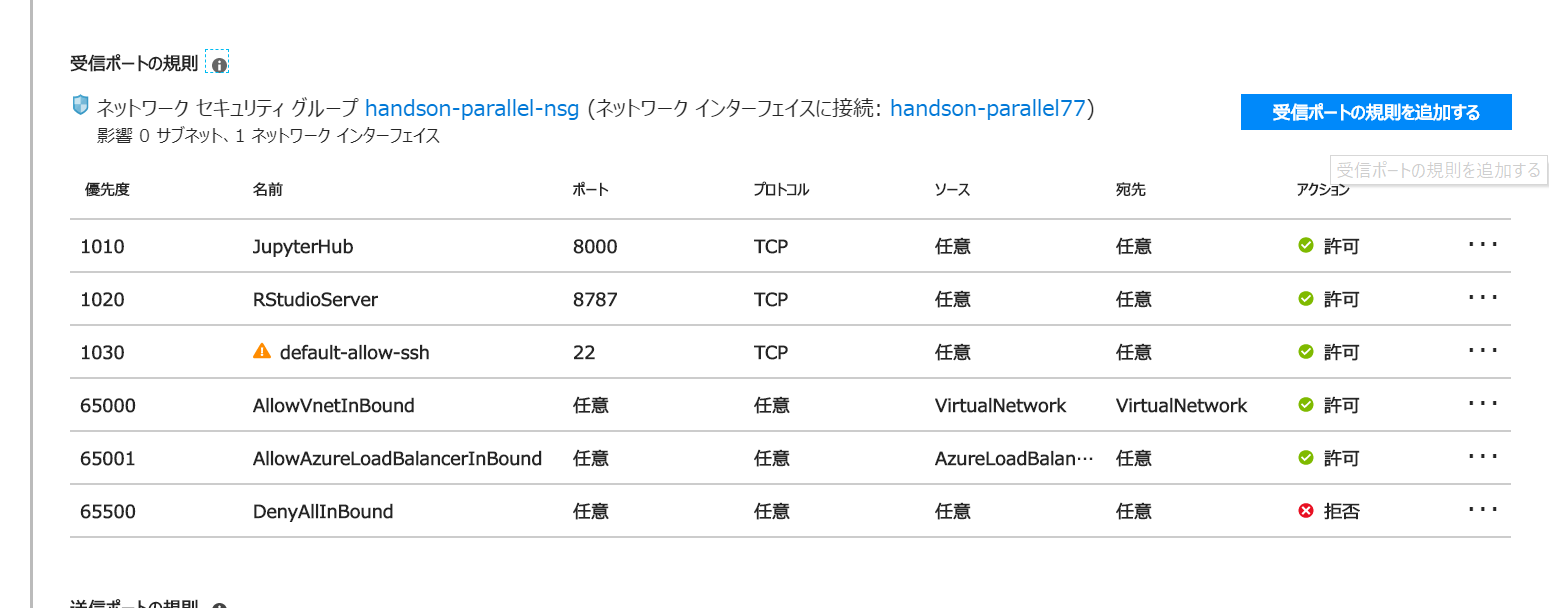 受信ポートの規則
ネットワーク セキュリティ グループ handson-parallel-nsg (ネットワーク インターフェイスに接続: handson-parallel77)
影響 0 サブネット、1 ネットワーク インターフェイス
受信ポートの規則を追加する
受信ポートの規則を追加する
優先度 名前 ポート プロトコル ソース 宛先 アクション
1010 JupyterHub 8000 TCP 任意 任意 許可 ···
1020 RStudioServer 8787 TCP 任意 任意 許可 ···
1030 default-allow-ssh 22 TCP 任意 任意 許可 ···
65000 AllowVnetInBound 任意 任意 VirtualNetwork VirtualNetwork 許可 ···
65001 AllowAzureLoadBalancerInBound 任意 任意 AzureLoadBalan··· 任意 許可 ···
65500 DenyAllInBound 任意 任意 任意 任意 拒否 ···
送信ポートの規則